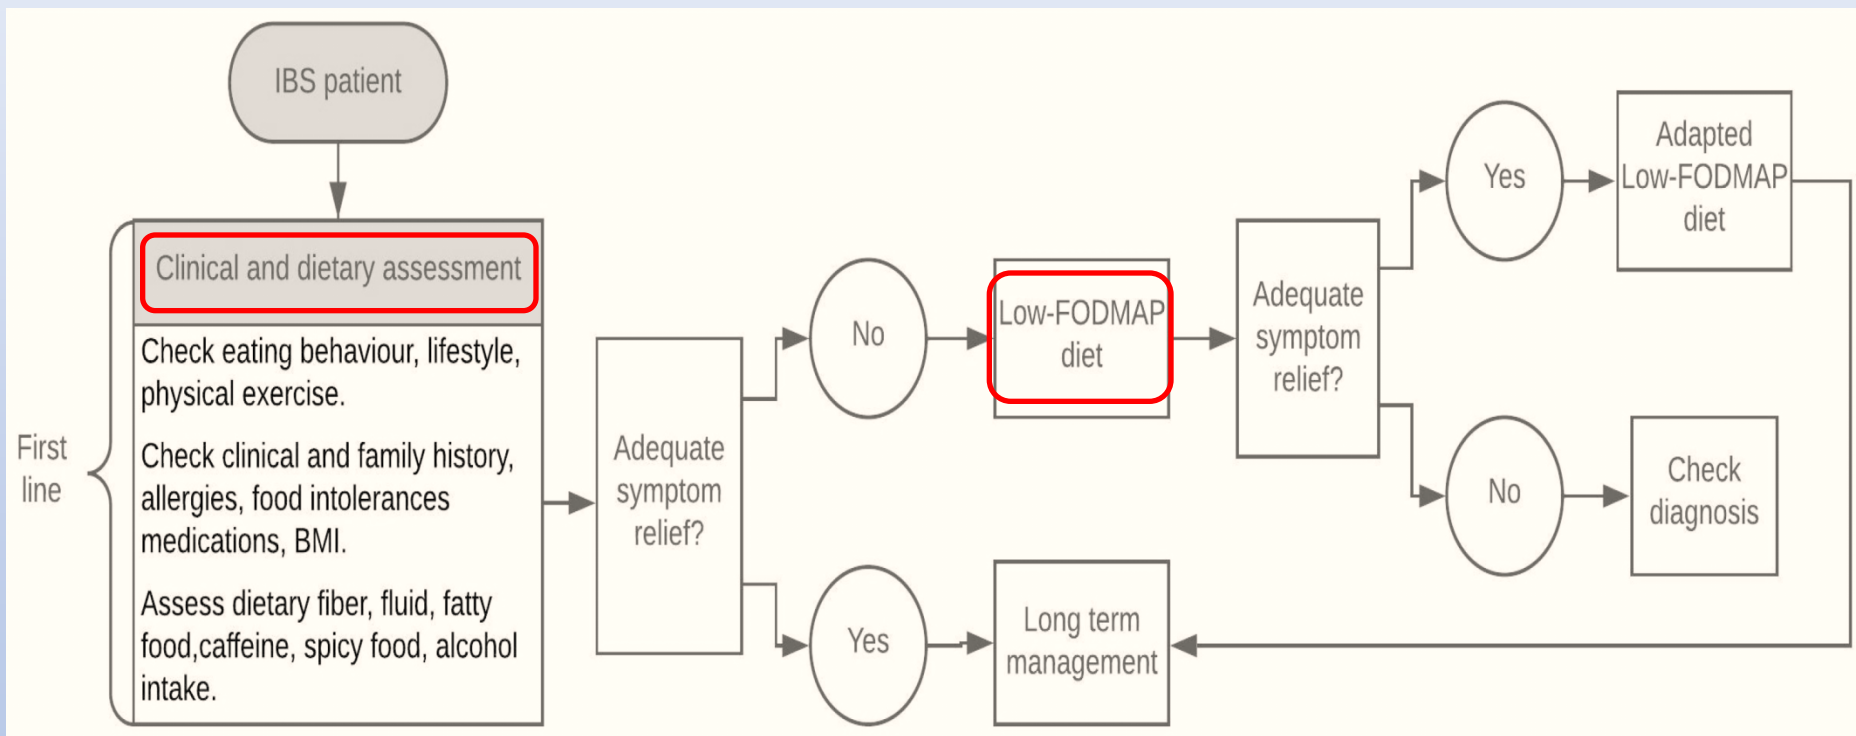 IBS patient
First
line
Clinical and dietary assessment
Check eating behaviour, lifestyle,
physical exercise.
Check clinical and family history,
allergies, food intolerances
medications, BMI.
Assess dietary fiber, fluid, fatty
food,caffeine, spicy food, alcohol
intake.
Adequate
symptom
relief?
No
Yes
Low-FODMAP
diet
Long term
management
Adequate
symptom
relief?
Yes
No
Adapted
Low-FODMAP
diet
Check
diagnosis